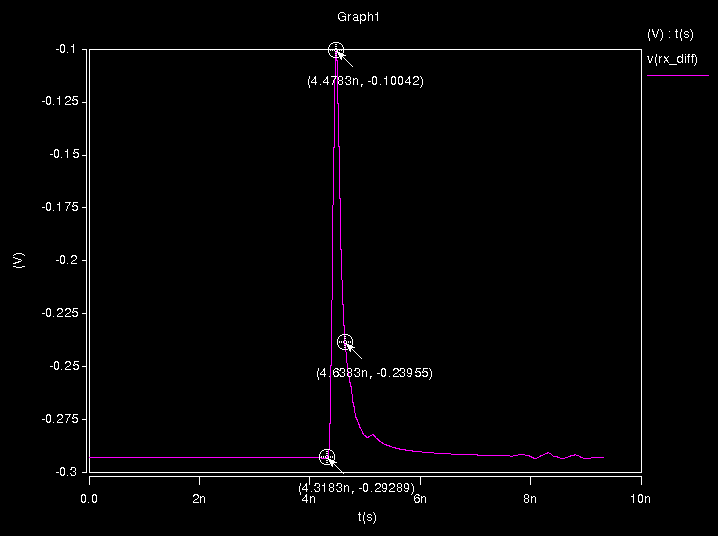 Graph1
(V) : t(s)
v(rx_diff)
-0.1
(4.4783n, -0.10042)
-0.125
-0.15
-0.175
-0.2
(V)
-0.225
-0.25
(4.6383n, -0.23955)
-0.275
-0.3
(4.3183n, -0.29289)
0.0 2n 4n 6n 8n 10n
t(s)